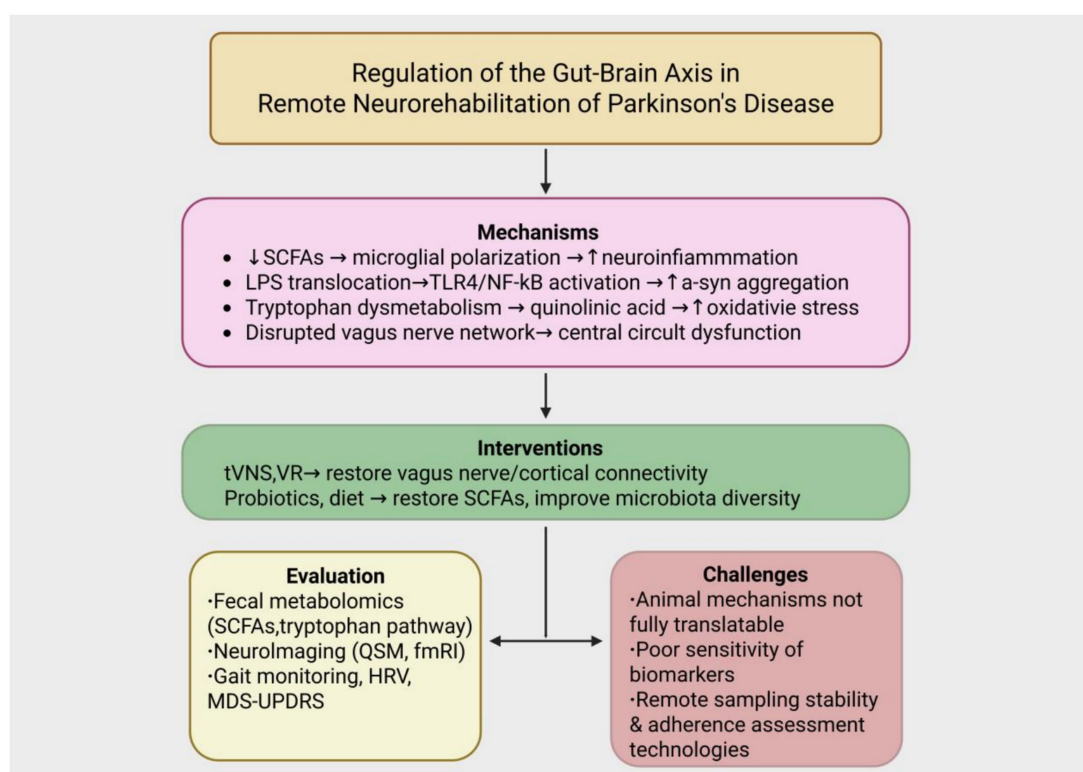 Regulation of the Gut-Brain Axis in
Remote Neurorehabilitation of Parkinson's Disease
Mechanisms
• ↓SCFAs → microglial polarization →↑neuroinfiammmation
• LPS translocation→TLR4/NF-kB activation →↑a-syn aggregation
• Tryptophan dysmetabolism → quinolinic acid →↑oxidativie stress
• Disrupted vagus nerve network→ central circult dysfunction
Interventions
tVNS,VR→ restore vagus nerve/cortical connectivity
Probiotics, diet → restore SCFAs, improve microbiota diversity
Evaluation
·Fecal metabolomics
(SCFAs,tryptophan pathway)
·NeuroImaging (QSM, fmRI)
·Gait monitoring, HRV,
MDS-UPDRS
Challenges
·Animal mechanisms not
fully translatable
·Poor sensitivity of
biomarkers
·Remote sampling stability
& adherence assessment
technologies